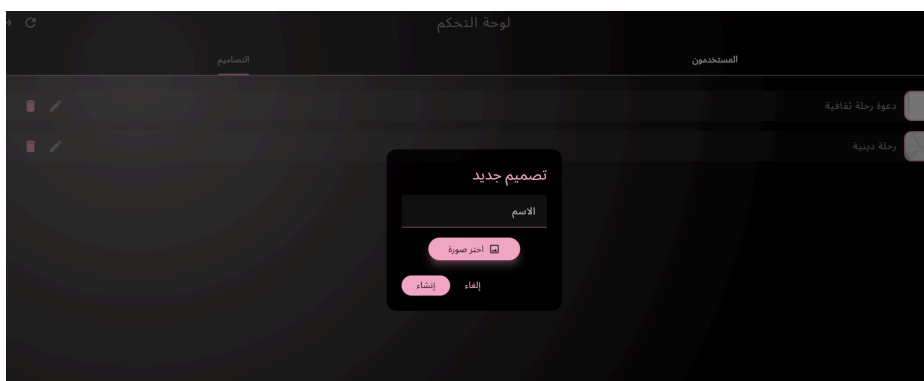 لوحة التحكم
المستخدمون
التصاميم
دعوة رحلة ثقافية
رحلة دينية
تصميم جديد
الاسم
اختر صورة
إلغاء
إنشاء